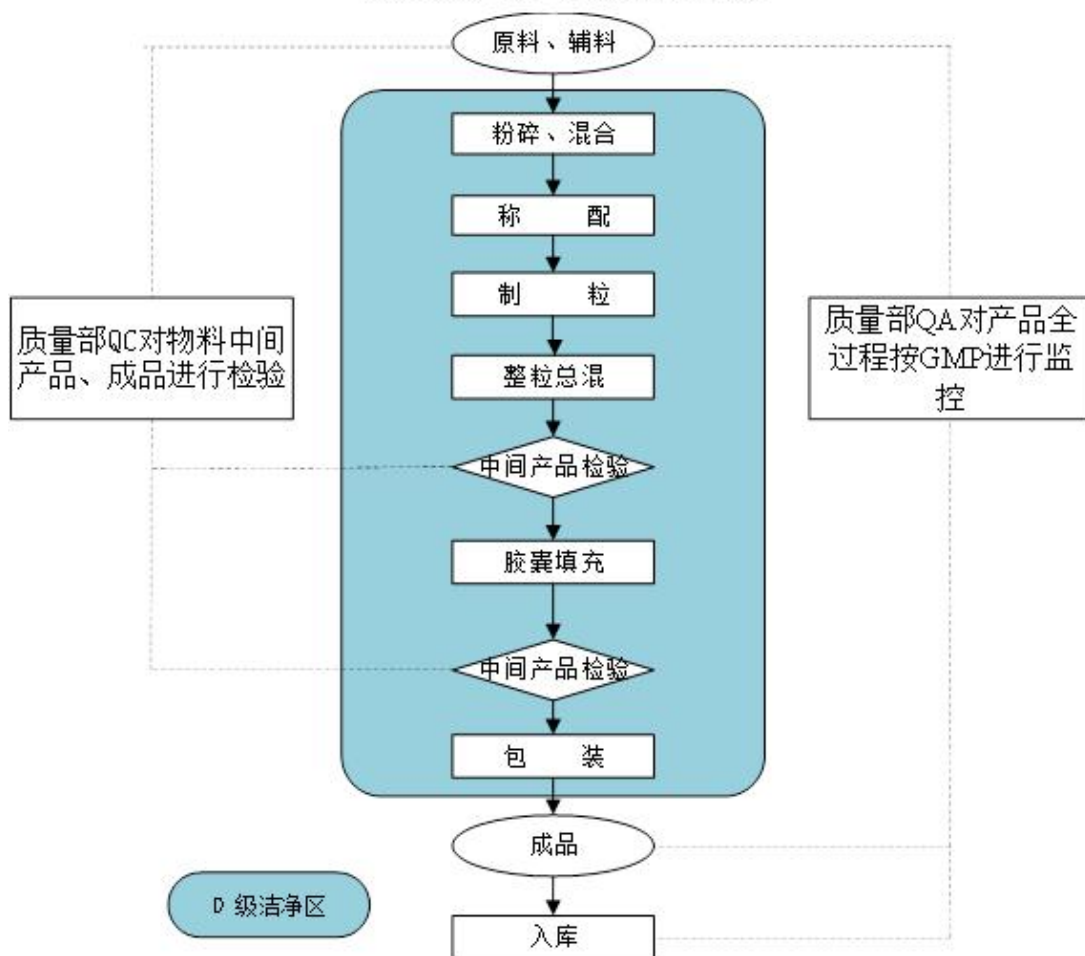 原料、辅料
粉碎、混合
称 配
制 粒
质量部QC对物料中间
产品、成品进行检验
质量部QA对产品全
过程按GMP进行监
控
整粒总混
中间产品检验
胶囊填充
中间产品检验
包 装
成品
D 级洁净区
入库